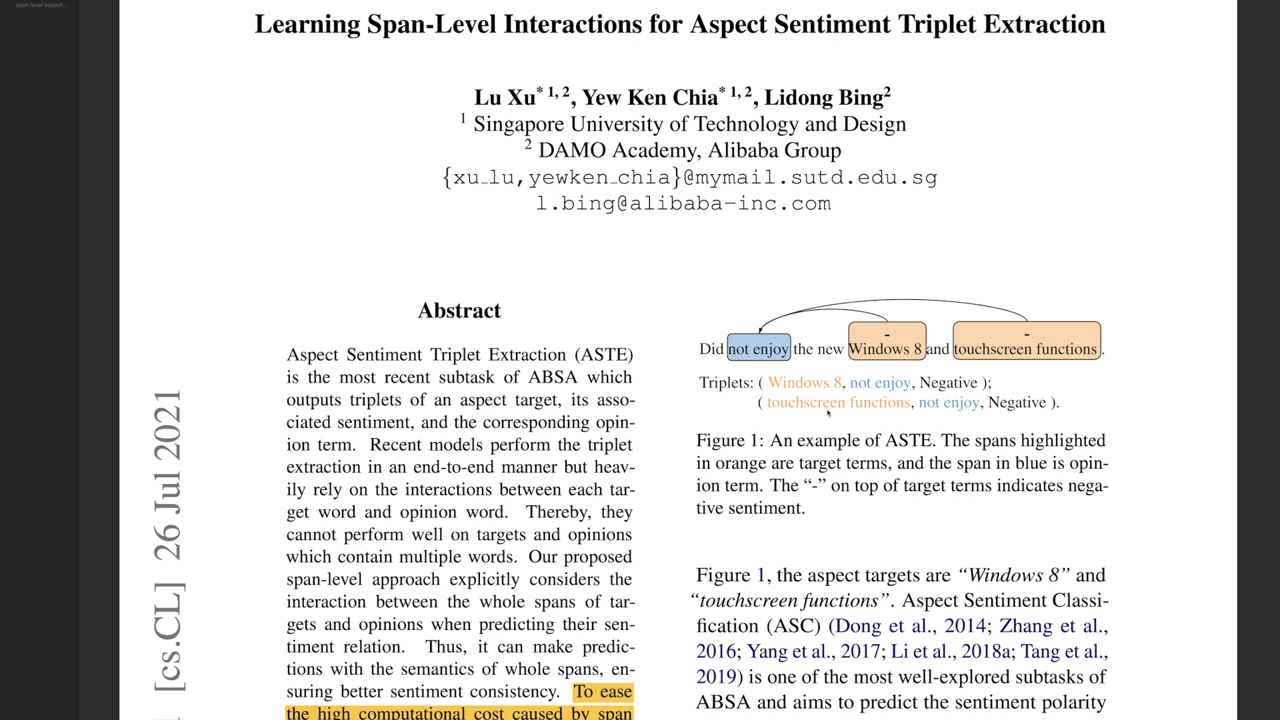 span level aspect...
Learning Span-Level Interactions for Aspect Sentiment Triplet Extraction
Lu Xu* 1, 2, Yew Ken Chia* 1, 2, Lidong Bing2
1 Singapore University of Technology and Design
2 DAMO Academy, Alibaba Group
{xu_lu,yewken_chia}@mymail.sutd.edu.sg
l.bing@alibaba-inc.com
[cs.CL] 26 Jul 2021
Abstract
Aspect Sentiment Triplet Extraction (ASTE)
is the most recent subtask of ABSA which
outputs triplets of an aspect target, its asso-
ciated sentiment, and the corresponding opin-
ion term. Recent models perform the triplet
extraction in an end-to-end manner but heav-
ily rely on the interactions between each tar-
get word and opinion word. Thereby, they
cannot perform well on targets and opinions
which contain multiple words. Our proposed
span-level approach explicitly considers the
interaction between the whole spans of tar-
gets and opinions when predicting their sen-
timent relation. Thus, it can make predic-
tions with the semantics of whole spans, en-
suring better sentiment consistency. To ease
the high computational cost caused by span
- -
Did not enjoy the new Windows 8 and touchscreen functions .
Triplets: ( Windows 8, not enjoy, Negative );
( touchscreen functions, not enjoy, Negative ).
Figure 1: An example of ASTE. The spans highlighted
in orange are target terms, and the span in blue is opin-
ion term. The “-” on top of target terms indicates nega-
tive sentiment.
Figure 1, the aspect targets are “Windows 8” and
“touchscreen functions”. Aspect Sentiment Classi-
fication (ASC) (Dong et al., 2014; Zhang et al.,
2016; Yang et al., 2017; Li et al., 2018a; Tang et al.,
2019) is one of the most well-explored subtasks of
ABSA and aims to predict the sentiment polarity